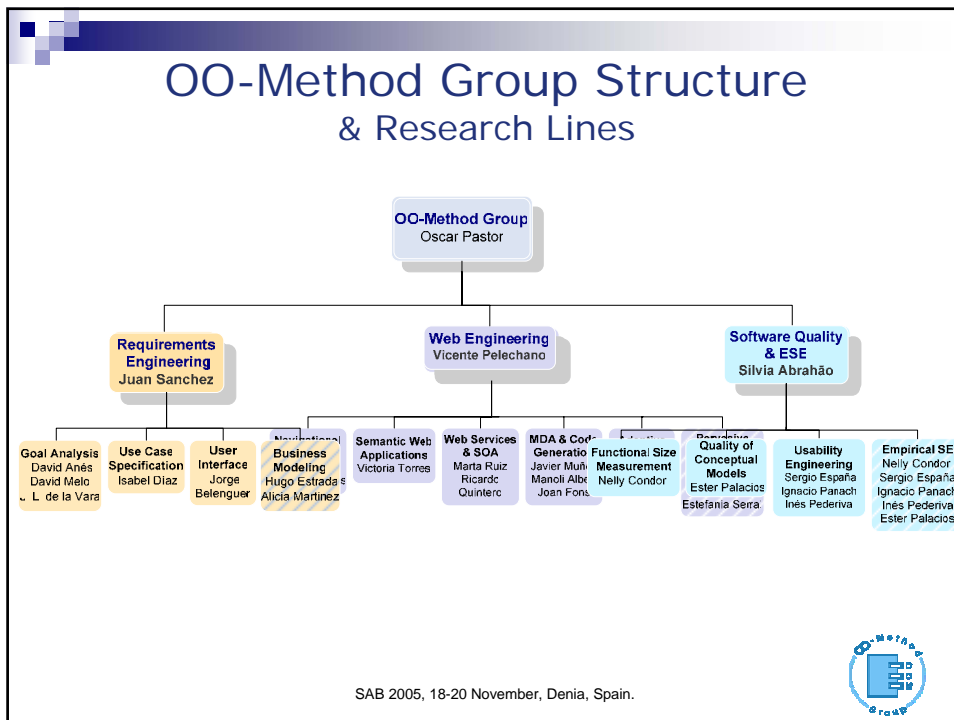 OO-Method Group Structure
& Research Lines
OO-Method Group
Oscar Pastor
Requirements
Engineering
Juan Sanchez
Web Engineering
Vicente Pelechano
Software Quality
& ESE
Silvia Abrahão
Goal Analysis
David Anés
David Melo
J. L. de la Vara
Use Case
Specification
Isabel Diaz
User
Interface
Jorge
Belenguer
Business
Modeling
Hugo Estrada
Alicia Martinez
Semantic Web
Applications
Victoria Torres
Web Services
& SOA
Marta Ruiz
Ricardo
Quintero
MDA & Code
Generation
Javier
Manoli
Joan
Functional Size
Measurement
Nelly Condor
Quality of
Conceptual
Models
Ester Palacios
Estefanía
Usability
Engineering
Sergio España
Ignacio Panach
Inés Pederiva
Empirical SE
Nelly Condor
Sergio España
Ignacio Panach
Inés Pederiva
Ester Palacios
SAB 2005, 18-20 November, Denia, Spain.
OO-Method
Group